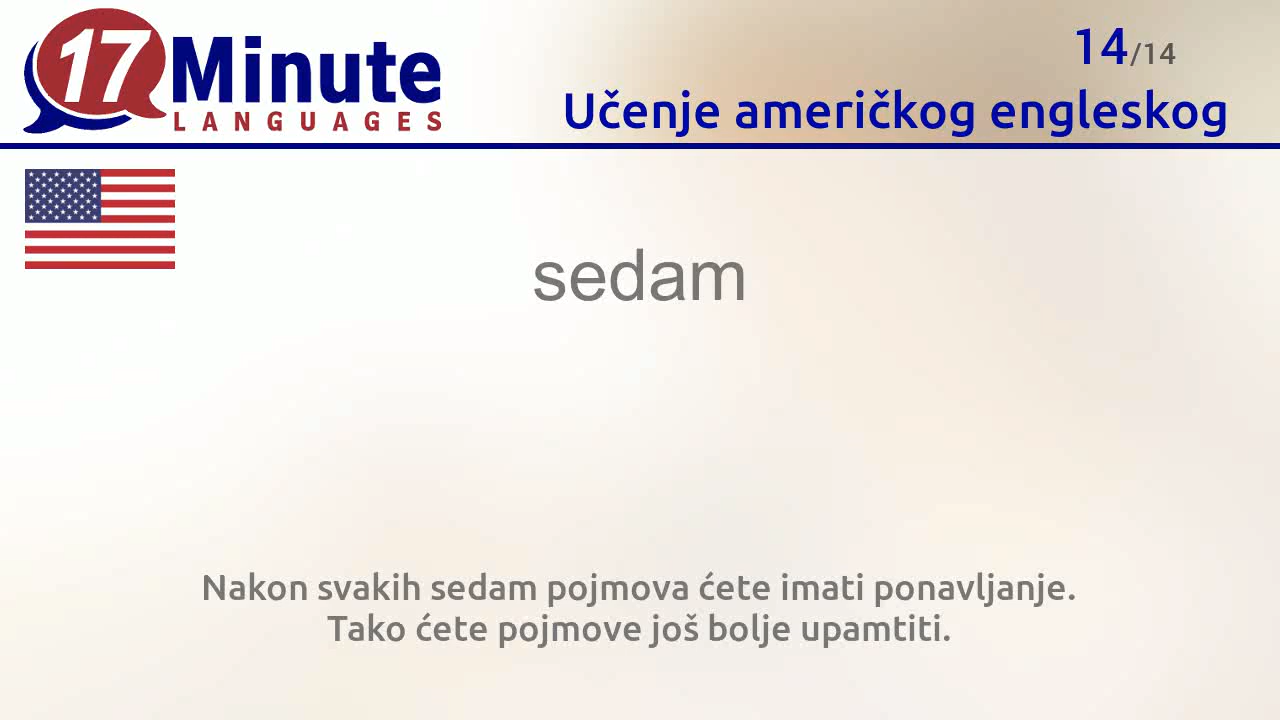 17 Minute
LANGUAGES
14/14
Učenje američkog engleskog
sedam
Nakon svakih sedam pojmova ćete imati ponavljanje.
Tako ćete pojmove još bolje upamtiti.